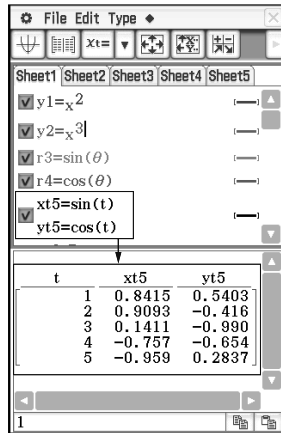 File Edit Type ◆
Xt= ▼
Sheet1 Sheet2 Sheet3 Sheet4 Sheet5
y1=x²
y2=x³
r3=sin(θ)
r4=cos(θ)
xt5=sin(t)
yt5=cos(t)
t xt5 yt5
1 0.8415 0.5403
2 0.9093 -0.416
3 0.1411 -0.990
4 -0.757 -0.654
5 -0.959 0.2837
1